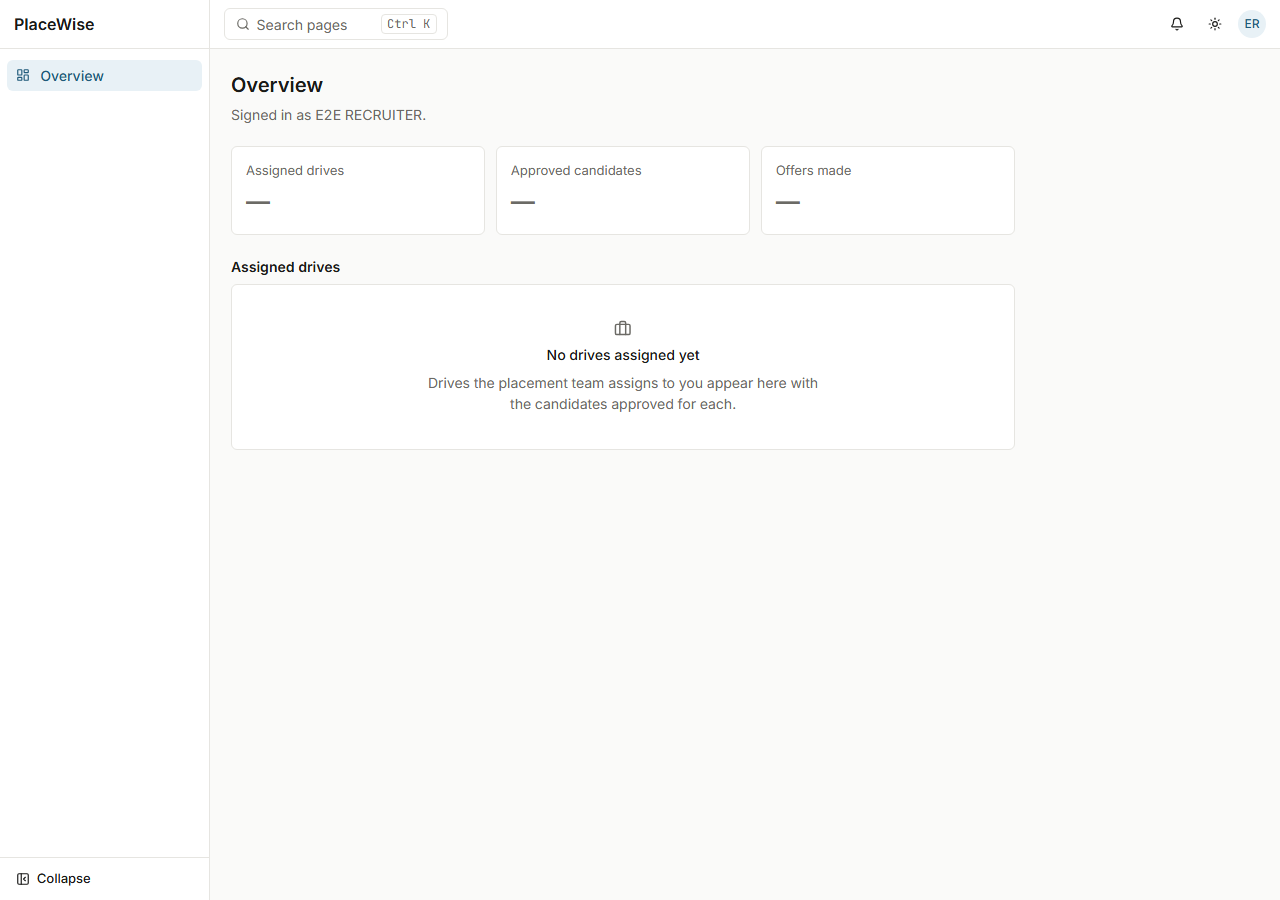 PlaceWise
Search pages
Ctrl K
ER
Overview
Overview
Signed in as E2E RECRUITER.
Assigned drives
—
Approved candidates
—
Offers made
—
Assigned drives
No drives assigned yet
Drives the placement team assigns to you appear here with
the candidates approved for each.
Collapse